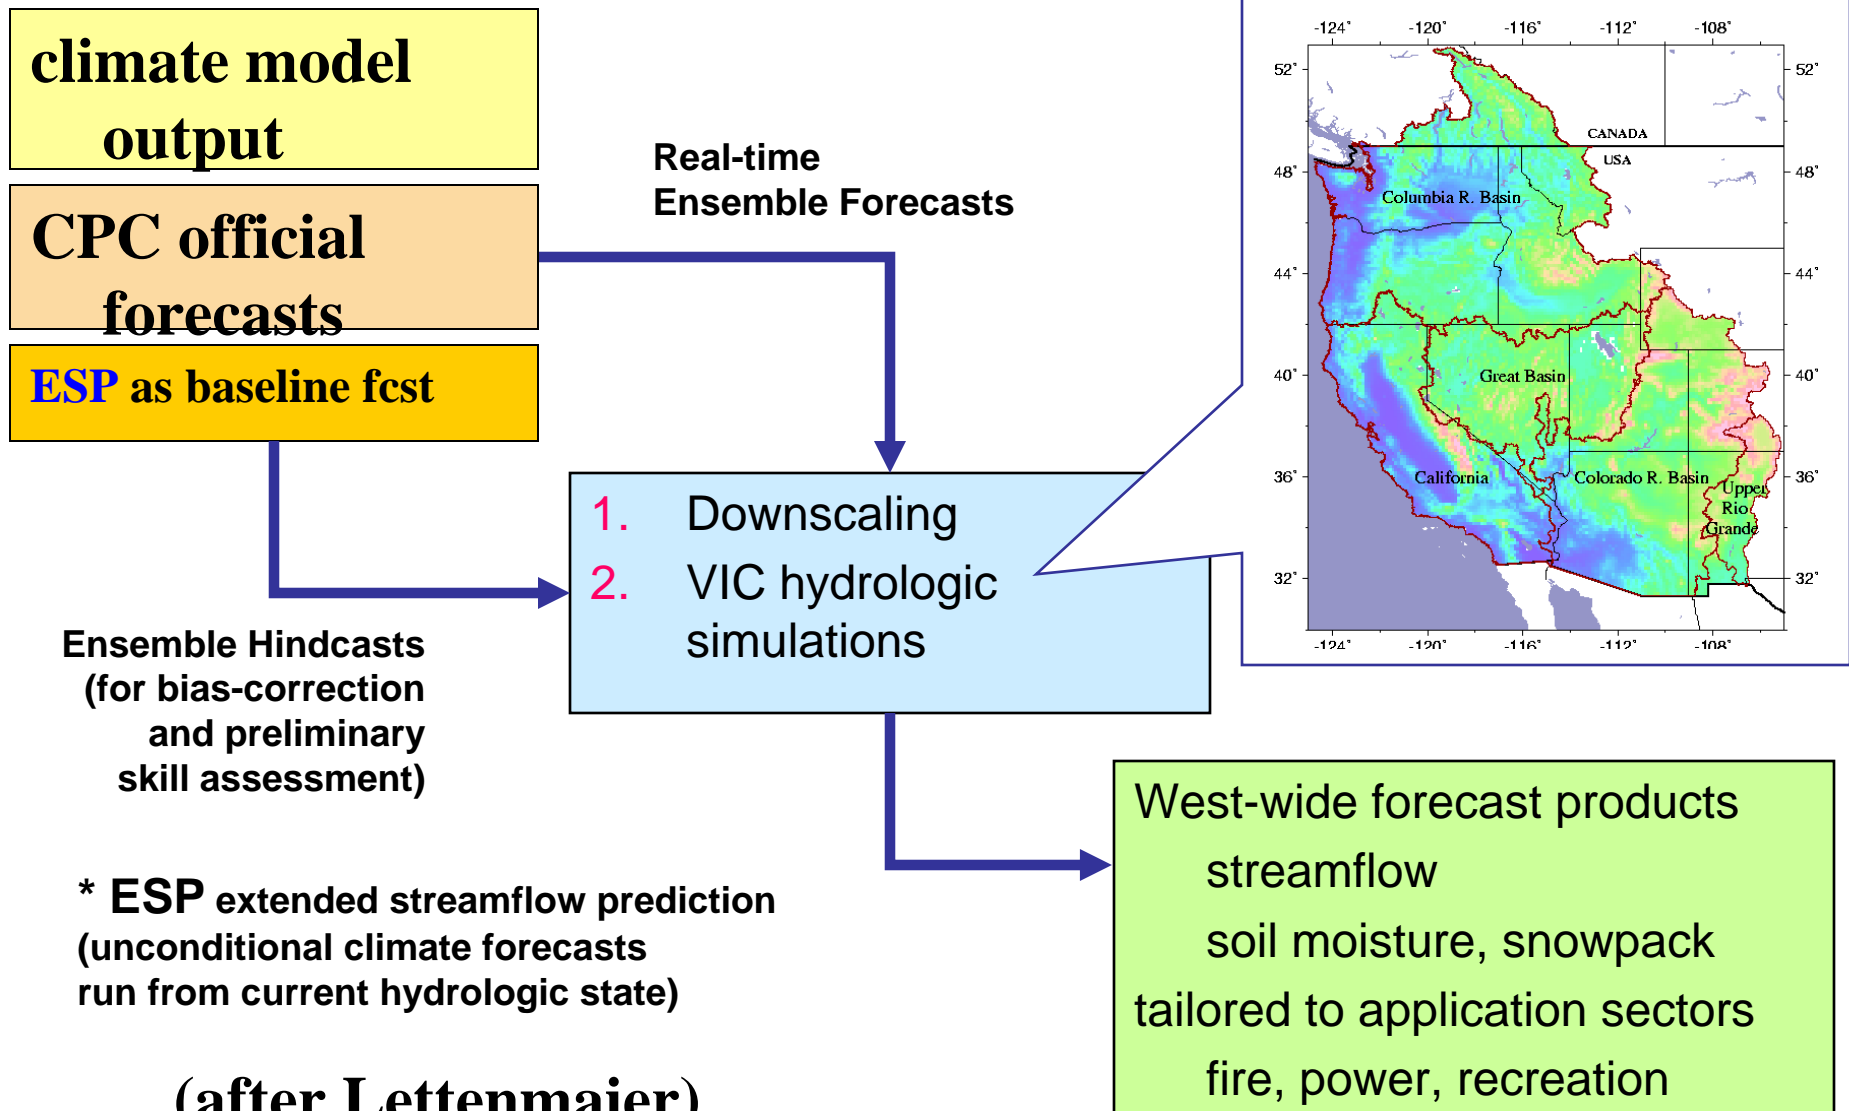 climate model
output
CPC official
forecasts
ESP as baseline fcst
Real-time
Ensemble Forecasts
1. Downscaling
2. VIC hydrologic
simulations
Ensemble Hindcasts
(for bias-correction
and preliminary
skill assessment)
* ESP extended streamflow prediction
(unconditional climate forecasts
run from current hydrologic state)
(after Lettenmaier)
West-wide forecast products
streamflow
soil moisture, snowpack
tailored to application sectors
fire, power, recreation
-124° -120° -116° -112° -108°
52° 52°
CANADA
USA
48° 48°
Columbia R. Basin
44° 44°
40° 40°
Great Basin
36° 36°
California
Colorado R. Basin
Upper
Rio
Grande
32° 32°
-124° -120° -116° -112° -108°